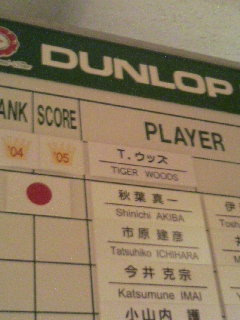 DUNLOP
RANK SCORE PLAYER
'04 '05
T.ウッズ
TIGER WOODS
秋葉 真一
Shinichi AKIBA
市原 建彦
Tatsuhiko ICHIHARA
今井 克宗
Katsumune IMAI
小山内 護